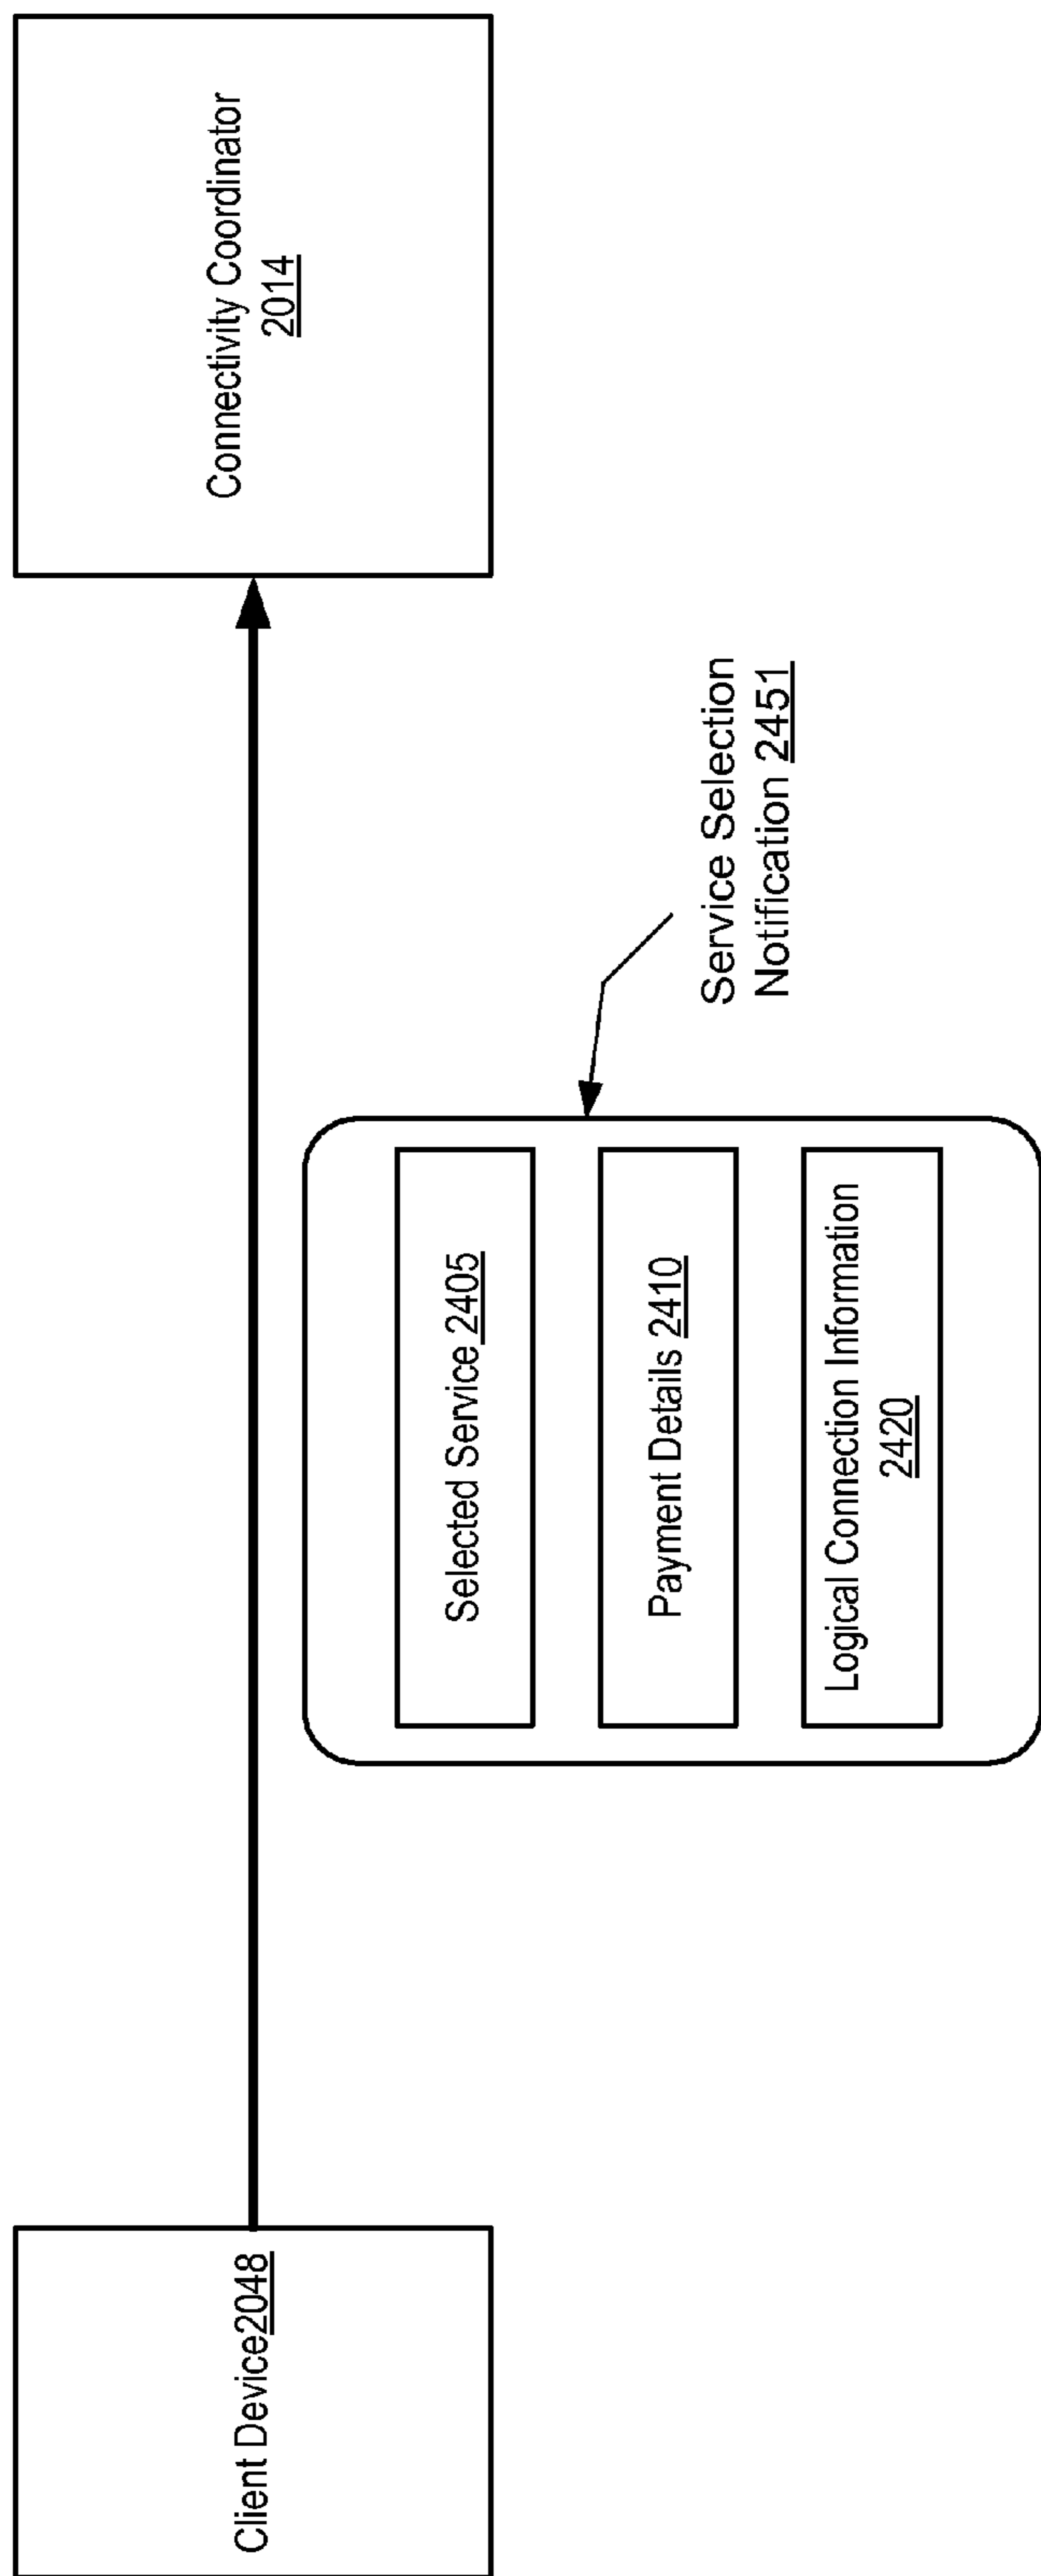 Client Device2048
Connectivity Coordinator
2014
Selected Service 2405
Payment Details 2410
Logical Connection Information
2420
Service Selection
Notification 2451